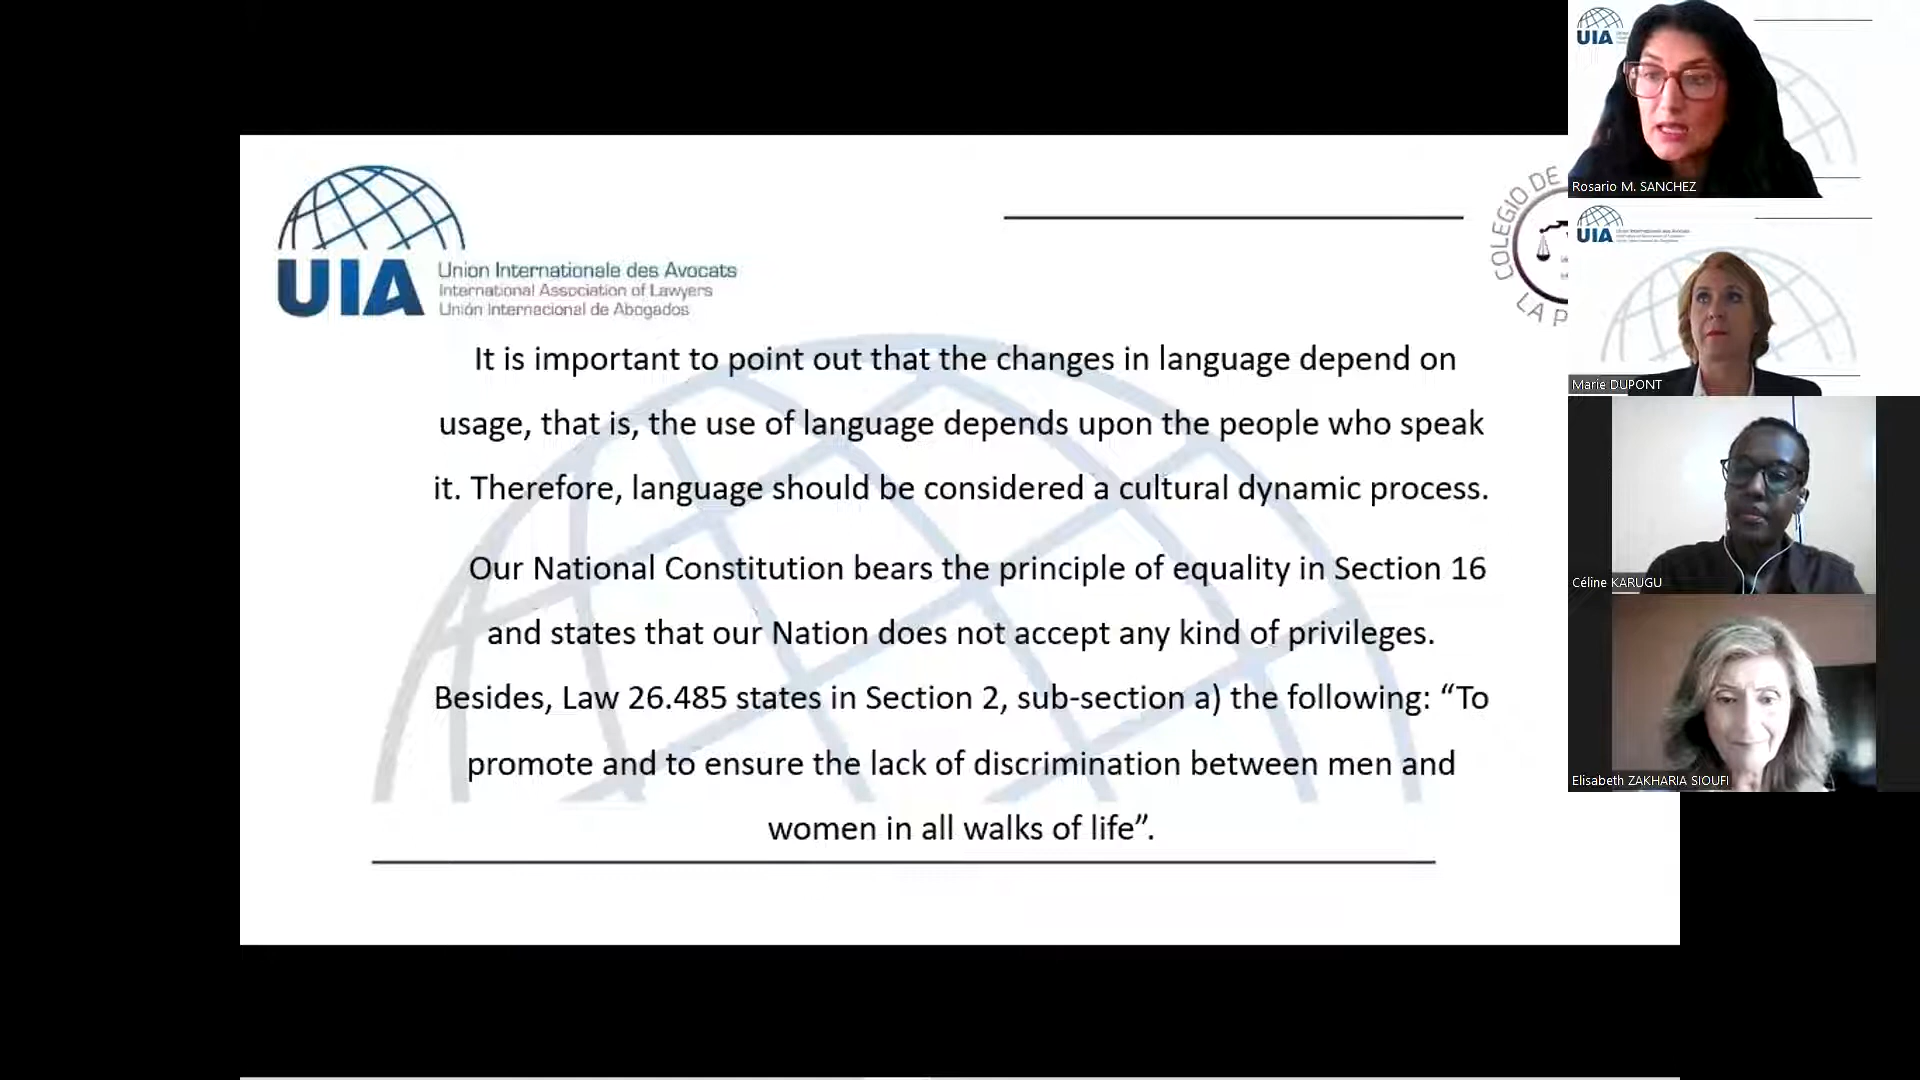 UIA
Union Internationale des Avocats
International Association of Lawyers
Unión Internacional de Abogados
COLEGIO DE
LA P
It is important to point out that the changes in language depend on
usage, that is, the use of language depends upon the people who speak
it. Therefore, language should be considered a cultural dynamic process.
Our National Constitution bears the principle of equality in Section 16
and states that our Nation does not accept any kind of privileges.
Besides, Law 26.485 states in Section 2, sub-section a) the following: “To
promote and to ensure the lack of discrimination between men and
women in all walks of life”.
UIA
Rosario M. SANCHEZ
UIA
Marie DUPONT
Céline KARUGU
Elisabeth ZAKHARIA SIOUFI